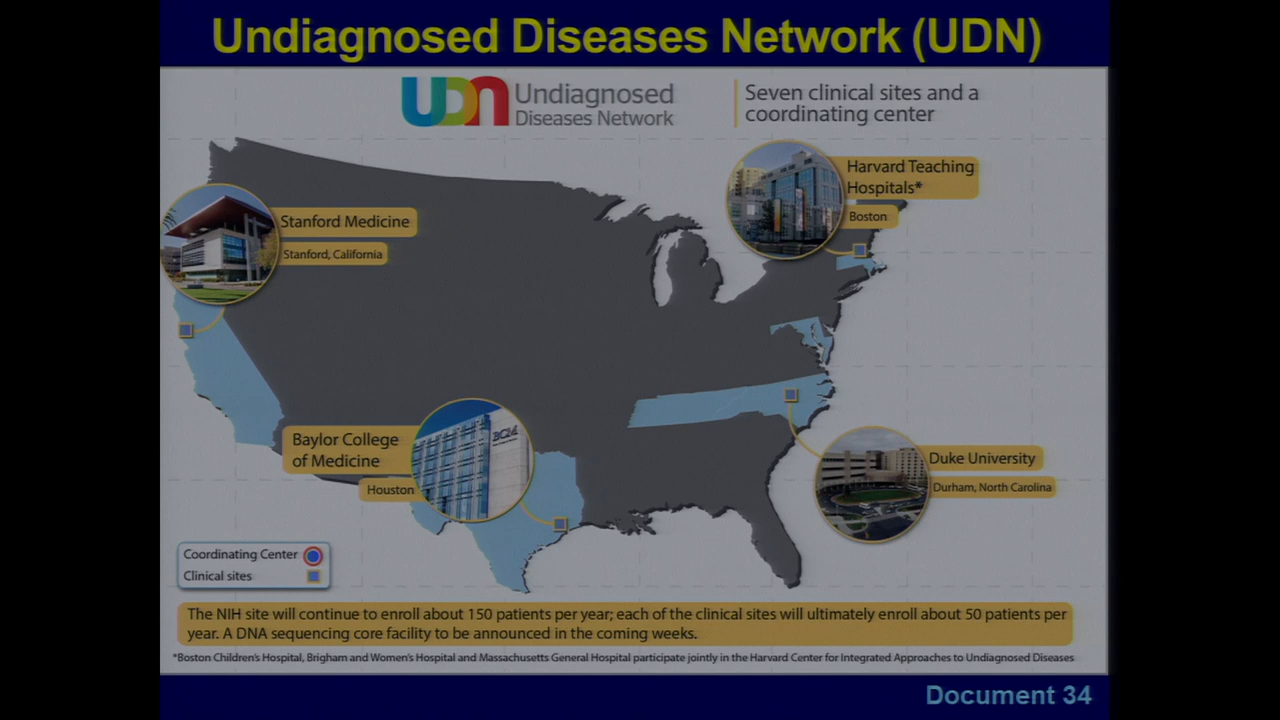 Undiagnosed Diseases Network (UDN)
UDN Undiagnosed
Diseases Network
Seven clinical sites and a
coordinating center
Harvard Teaching
Hospitals*
Boston
Stanford Medicine
Stanford, California
Baylor College
of Medicine
BCM
Houston
Duke University
Durham, North Carolina
Coordinating Center
Clinical sites
The NIH site will continue to enroll about 150 patients per year; each of the clinical sites will ultimately enroll about 50 patients per
year. A DNA sequencing core facility to be announced in the coming weeks.
*Boston Children's Hospital, Brigham and Women's Hospital and Massachusetts General Hospital participate jointly in the Harvard Center for Integrated Approaches to Undiagnosed Diseases
Document 34